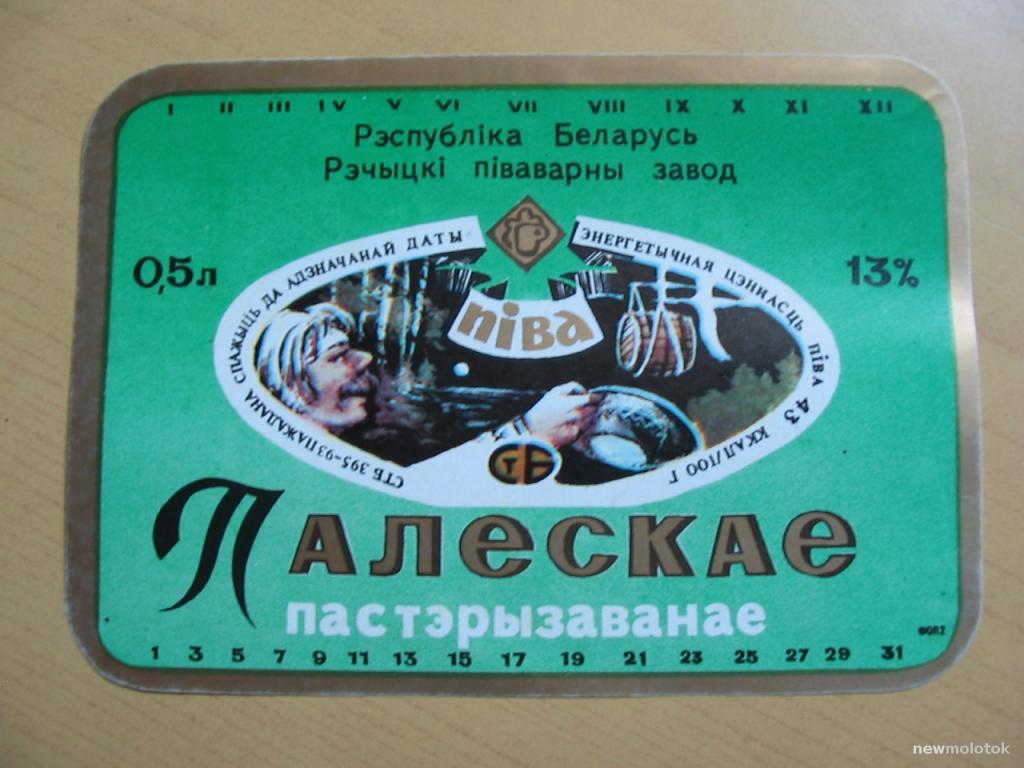 I II III IV V VI VII VIII IX X XI XII
Рэспубліка Беларусь
Рэчыцкі піваварны завод
0,5л
13%
СТБ 395-93 ПАЖАДАНА СПАЖЫЦЬ ДА АДЗНАЧАНАЙ ДАТЫ
ЭНЕРГЕТЫЧНАЯ ЦЭННАСЦЬ ПІВА 43 ККАЛ/100 Г
піва
СТБ
Палескае
пастэрызаванае
1 3 5 7 9 11 13 15 17 19 21 23 25 27 29 31
newmolotok